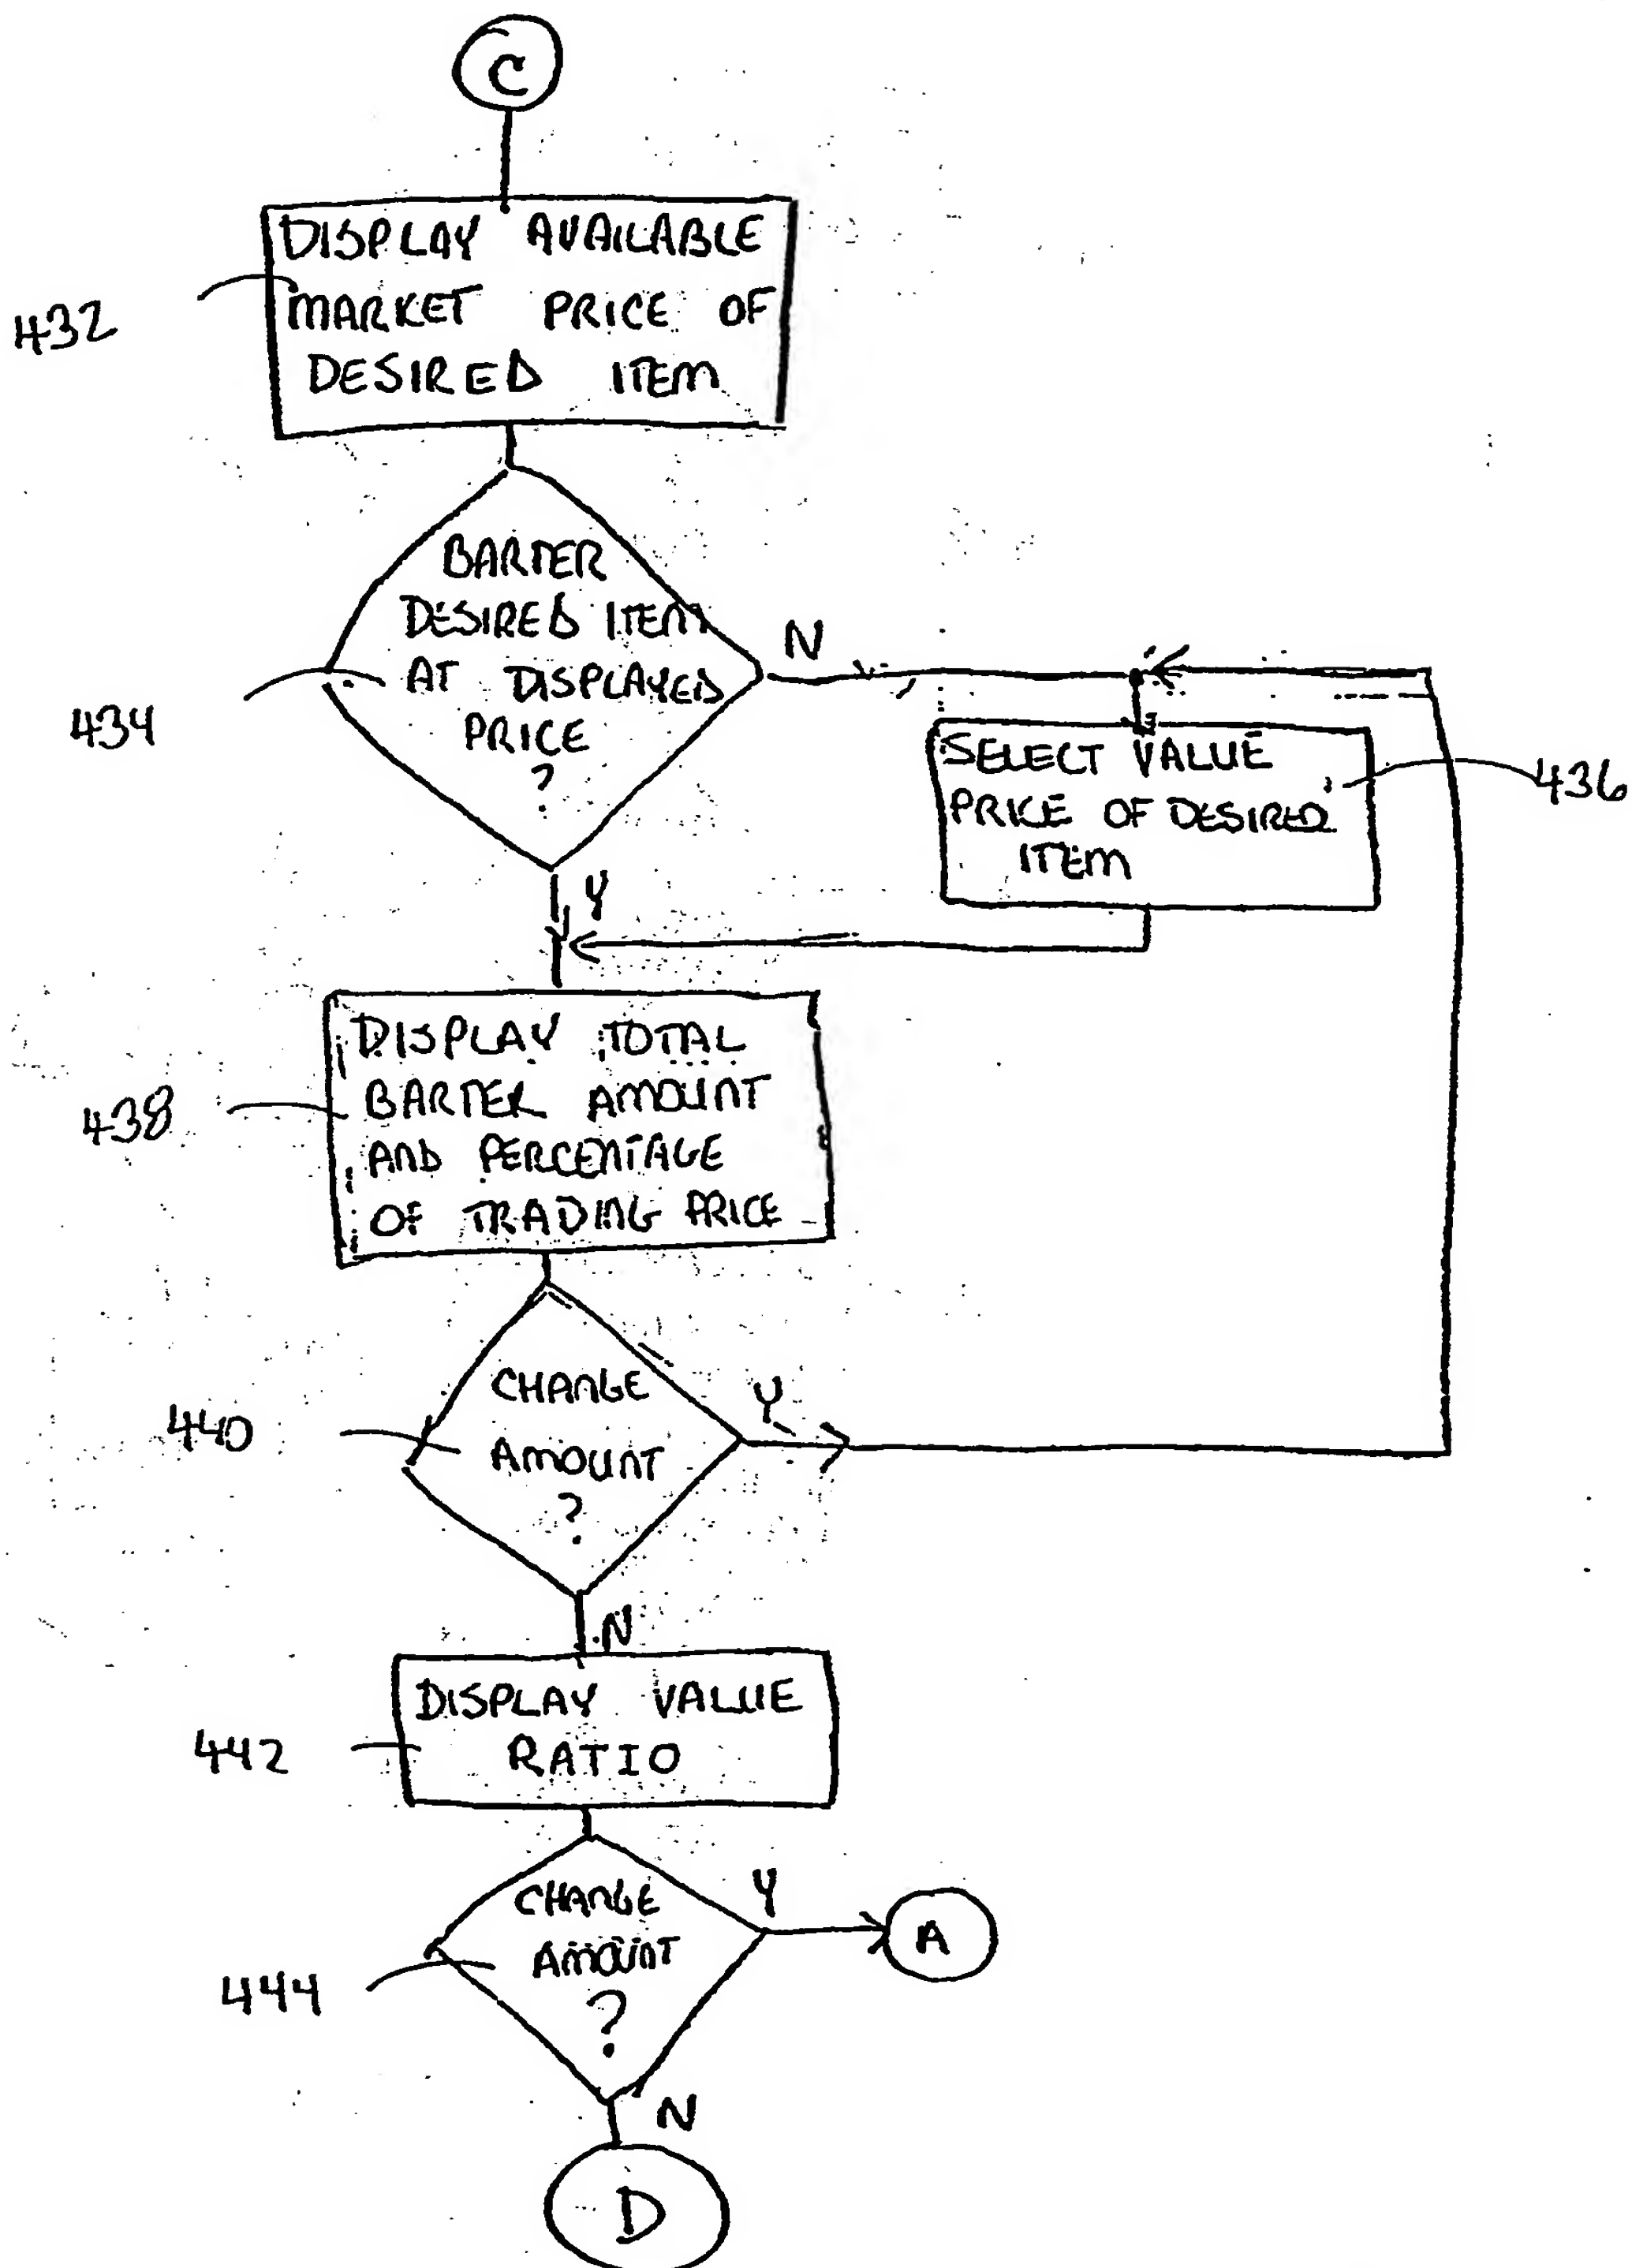 C
DISPLAY AVAILABLE
MARKET PRICE OF
DESIRED ITEM
432
BARTER
DESIRED ITEM
AT DISPLAYED
PRICE
?
434
N
SELECT VALUE
PRICE OF DESIRED
ITEM
436
Y
DISPLAY TOTAL
BARTER AMOUNT
AND PERCENTAGE
OF TRADING PRICE
438
CHANGE
AMOUNT
?
440
Y
N
DISPLAY VALUE
RATIO
442
CHANGE
AMOUNT
?
444
Y
A
N
D